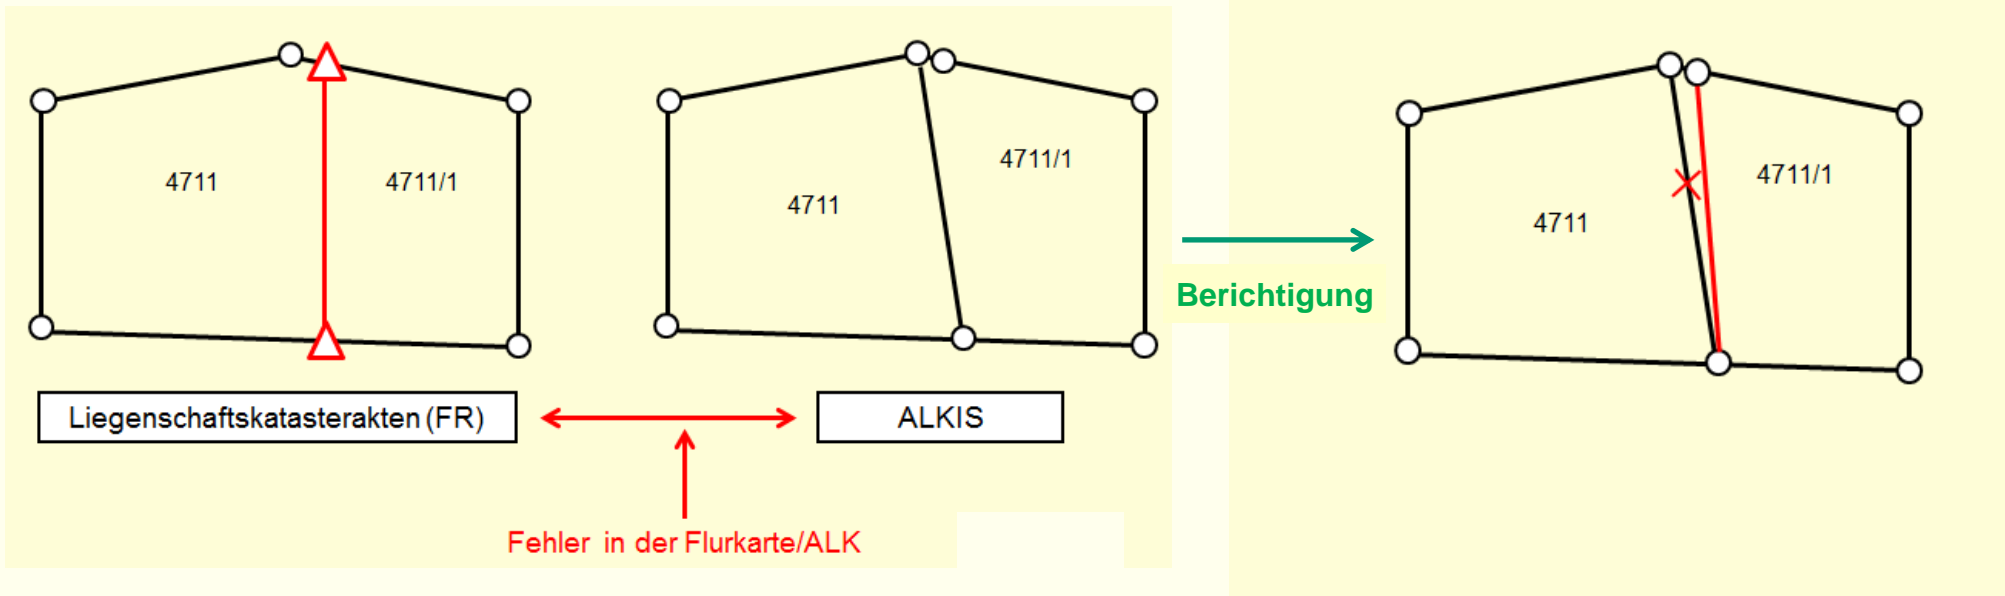 4711
4711/1
4711
4711/1
4711
4711/1
Berichtigung
Liegenschaftskatasterakten (FR)
ALKIS
Fehler in der Flurkarte/ALK